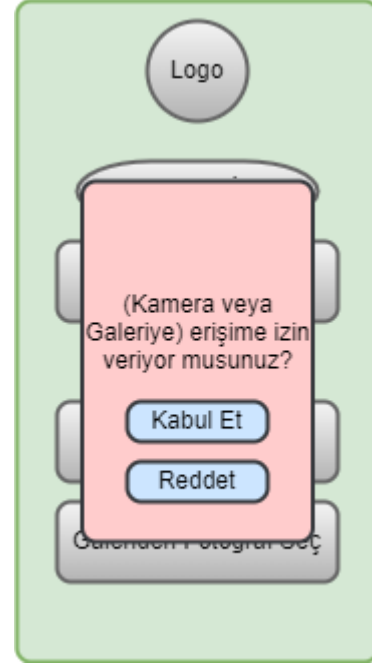 Logo
(Kamera veya
Galeriye) erişime izin
veriyor musunuz?
Kabul Et
Reddet